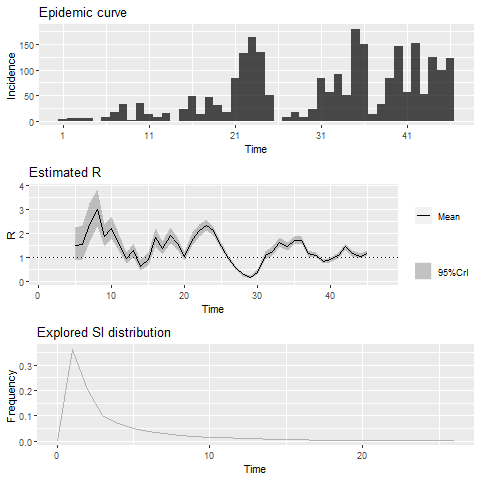 Epidemic curve
Incidence
150
100
50
0
1 11 21 31 41
Time
Estimated R
R
4
3
2
1
0
0 10 20 30 40
Time
Mean
95%CrI
Explored SI distribution
Frequency
0.3
0.2
0.1
0.0
0 10 20
Time